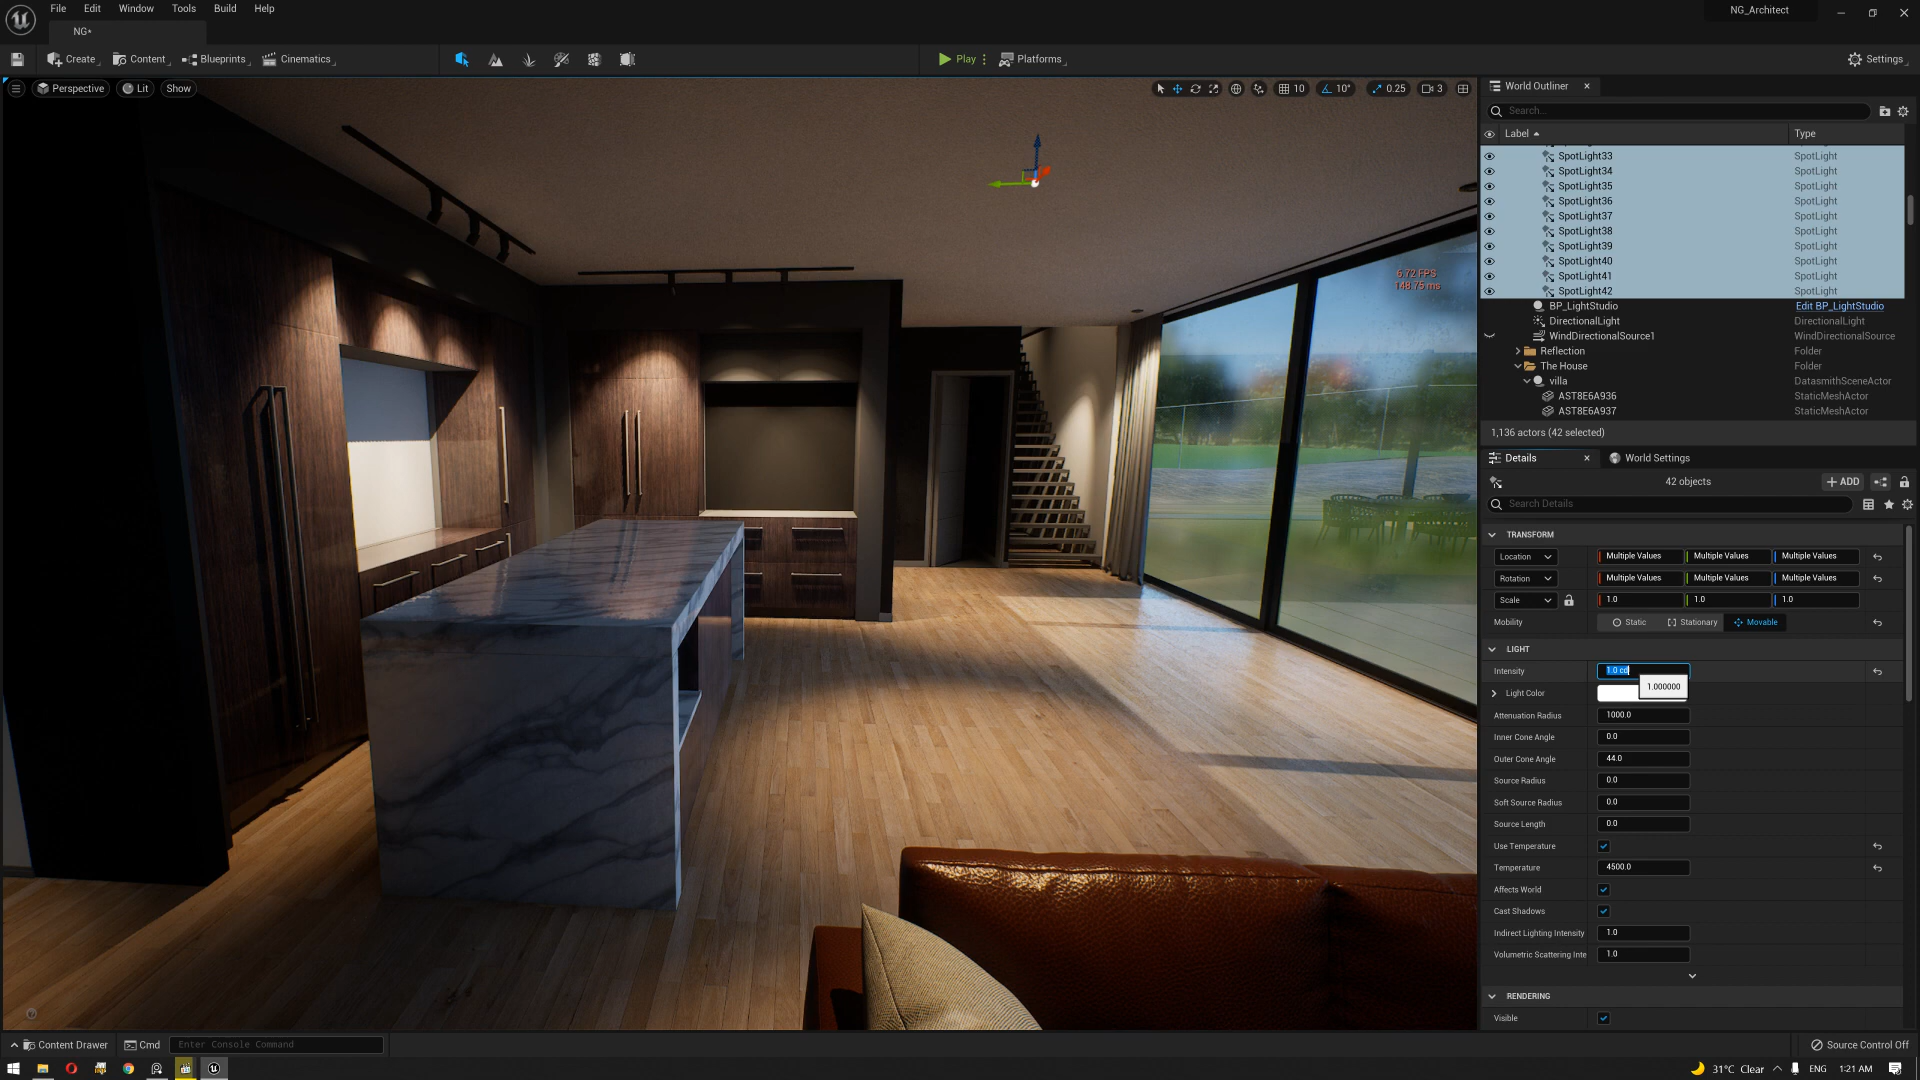 File Edit Window Tools Build Help
NG_Architect
NG*
Create Content Blueprints Cinematics Play Platforms Settings
Perspective Lit Show 10 10° 0.25 3
6.72 FPS
148.75 ms
World Outliner
Search...
Label Type
SpotLight33 SpotLight
SpotLight34 SpotLight
SpotLight35 SpotLight
SpotLight36 SpotLight
SpotLight37 SpotLight
SpotLight38 SpotLight
SpotLight39 SpotLight
SpotLight40 SpotLight
SpotLight41 SpotLight
SpotLight42 SpotLight
BP_LightStudio Edit BP_LightStudio
DirectionalLight DirectionalLight
WindDirectionalSource1 WindDirectionalSource
Reflection Folder
The House Folder
villa DatasmithSceneActor
AST8E6A936 StaticMeshActor
AST8E6A937 StaticMeshActor
1,136 actors (42 selected)
Details World Settings
42 objects ADD
Search Details
TRANSFORM
Location Multiple Values Multiple Values Multiple Values
Rotation Multiple Values Multiple Values Multiple Values
Scale 1.0 1.0 1.0
Mobility Static Stationary Movable
LIGHT
Intensity 1.0 cd
1.000000
Light Color
Attenuation Radius 1000.0
Inner Cone Angle 0.0
Outer Cone Angle 44.0
Source Radius 0.0
Soft Source Radius 0.0
Source Length 0.0
Use Temperature
Temperature 4500.0
Affects World
Cast Shadows
Indirect Lighting Intensity 1.0
Volumetric Scattering Inte 1.0
RENDERING
Visible
Content Drawer Cmd Enter Console Command Source Control Off
31°C Clear ENG 1:21 AM